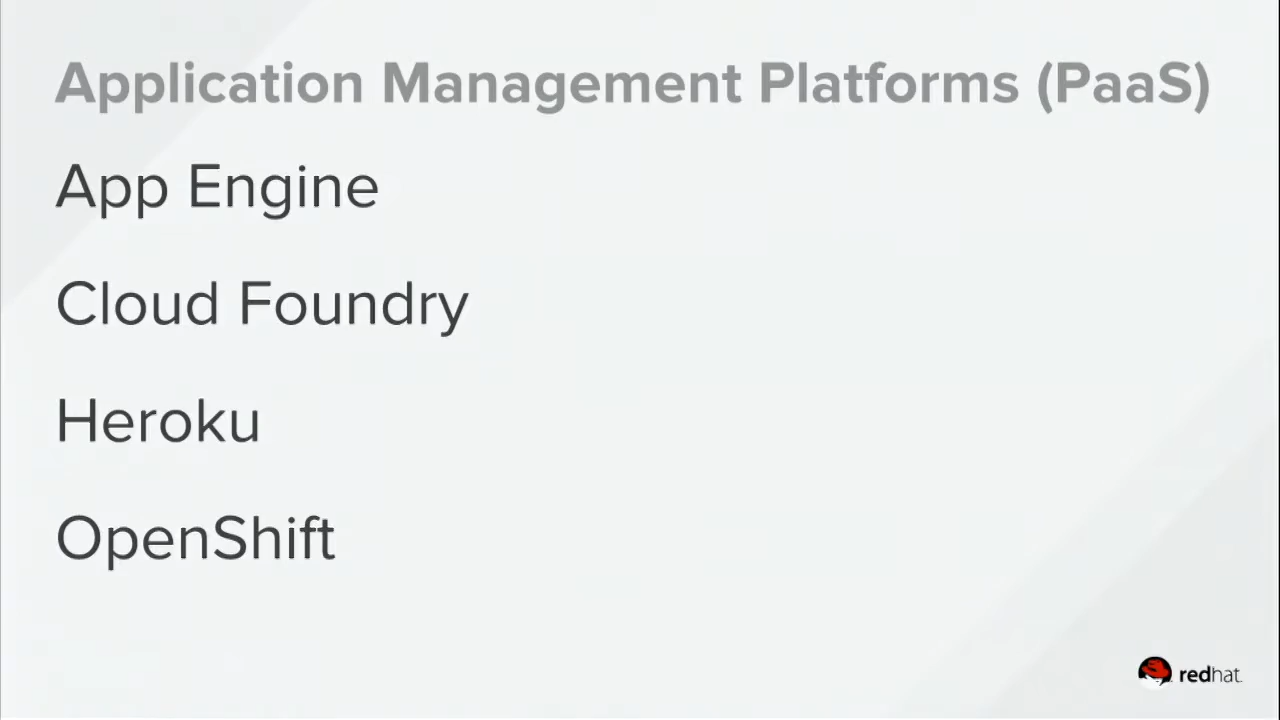 Application Management Platforms (PaaS)
App Engine
Cloud Foundry
Heroku
OpenShift
redhat.